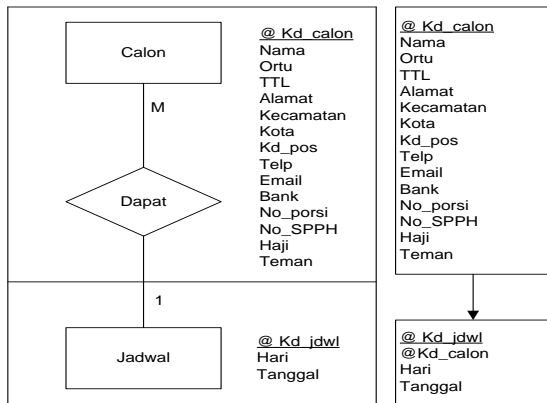 Calon
M
Dapat
1
Jadwal
@ Kd_calon
Nama
Ortu
TTL
Alamat
Kecamatan
Kota
Kd_pos
Telp
Email
Bank
No_porsi
No_SPPH
Haji
Teman
@ Kd_jdwl
Hari
Tanggal
@ Kd_calon
Nama
Ortu
TTL
Alamat
Kecamatan
Kota
Kd_pos
Telp
Email
Bank
No_porsi
No_SPPH
Haji
Teman
@ Kd_jdwl
@Kd_calon
Hari
Tanggal